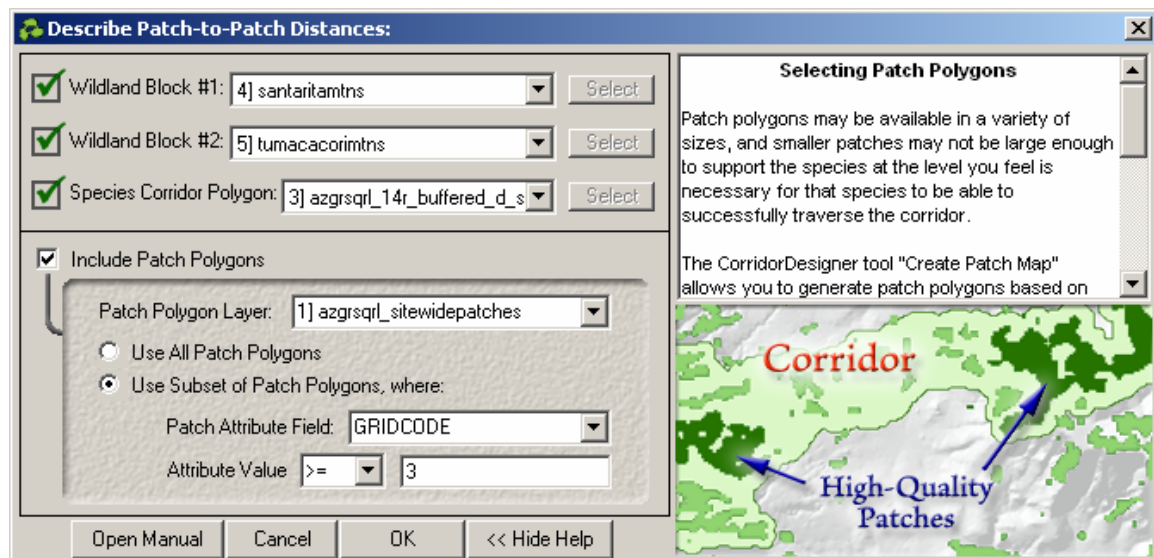 Describe Patch-to-Patch Distances:
Wildland Block #1: 4] santaritamtns Select
Wildland Block #2: 5] tumacacorimtns Select
Species Corridor Polygon: 3] azgrsqrl_14r_buffered_d_s Select
Include Patch Polygons
Patch Polygon Layer: 1] azgrsqrl_sitewidepatches
Use All Patch Polygons
Use Subset of Patch Polygons, where:
Patch Attribute Field: GRIDCODE
Attribute Value >= 3
Open Manual Cancel OK << Hide Help
Selecting Patch Polygons
Patch polygons may be available in a variety of
sizes, and smaller patches may not be large enough
to support the species at the level you feel is
necessary for that species to be able to
successfully traverse the corridor.
The CorridorDesigner tool "Create Patch Map"
allows you to generate patch polygons based on
Corridor
High-Quality
Patches